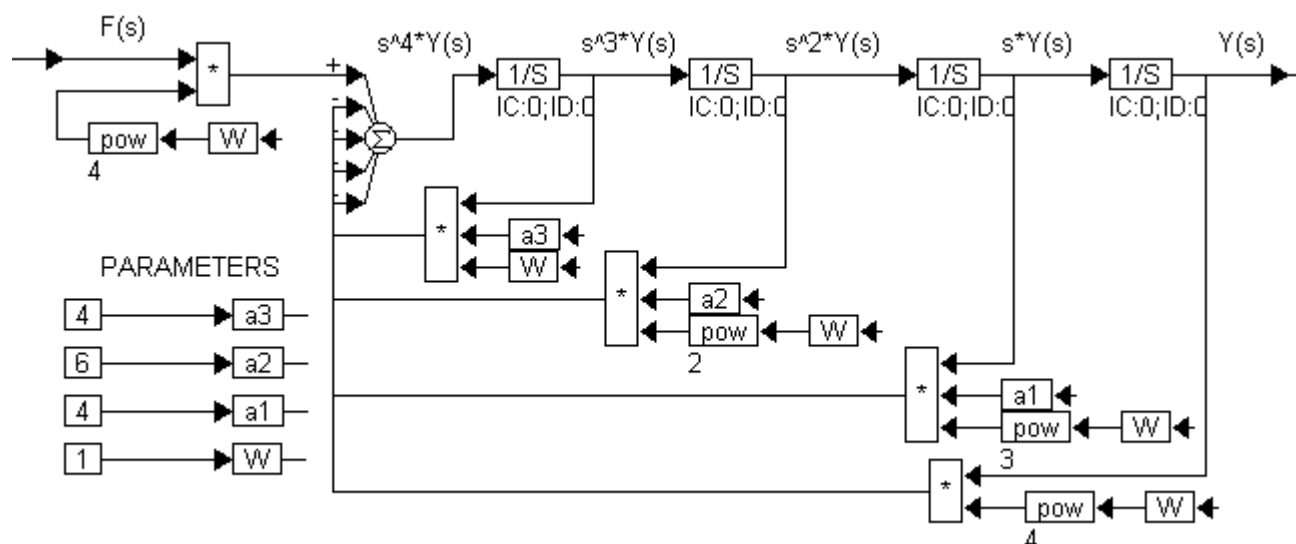 F(s)
s^4*Y(s) s^3*Y(s) s^2*Y(s) s*Y(s) Y(s)
*
+
1/S 1/S 1/S 1/S
IC:0;ID:0 IC:0;ID:0 IC:0;ID:0 IC:0;ID:0
-
-
-
-
Σ
pow W
4
* a3
W
PARAMETERS
* a2
pow W
2
4 a3
6 a2
4 a1
1 W
* a1
pow W
3
*
pow W
4